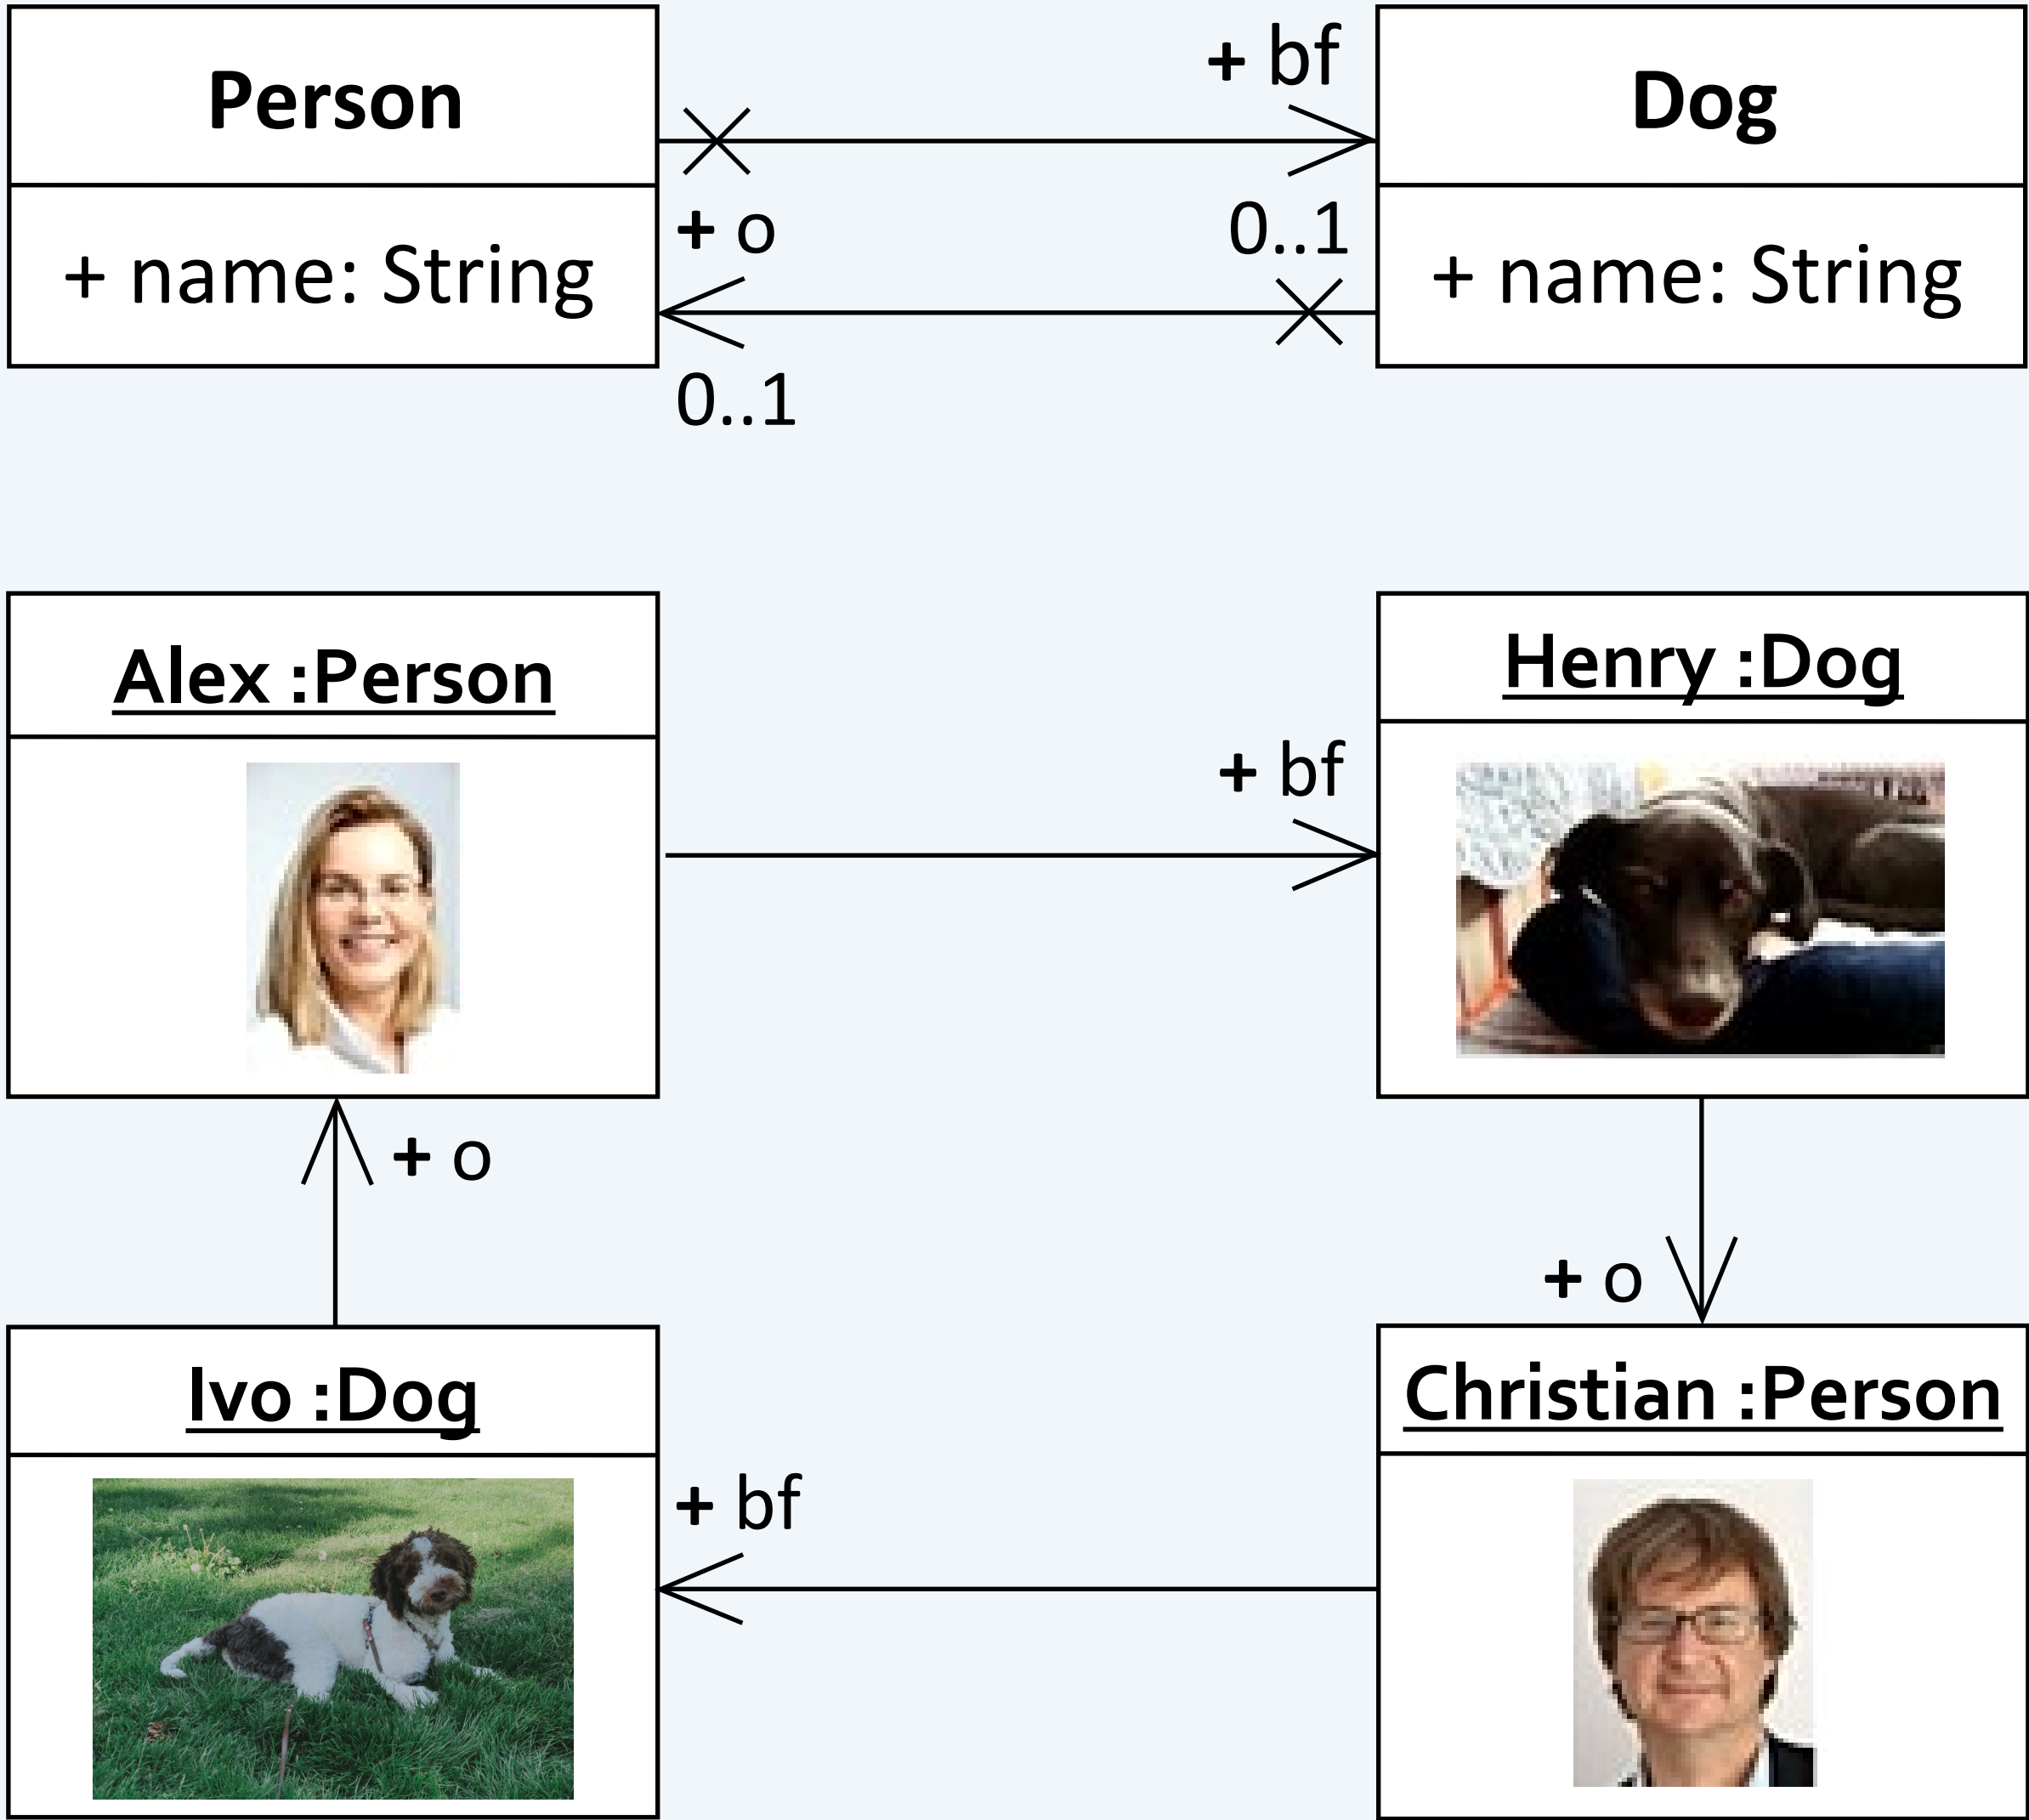 Person
+ bf
Dog
+ name: String
+ o
0..1
+ name: String
0..1
Alex :Person
Henry :Dog
+ bf
+ o
+ o
Ivo :Dog
Christian :Person
+ bf